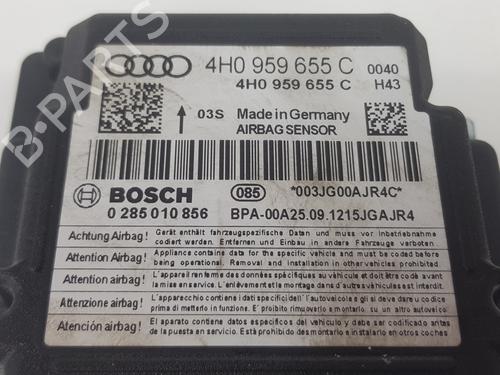 4H0 959 655 C 0040
4H0 959 655 C H43
03S Made in Germany
AIRBAG SENSOR
BOSCH 085 *003JG00AJR4C*
0 285 010 856 BPA-00A25.09.1215JGAJR4
Achtung Airbag! Gerät enthält fahrzeugspezifische Daten und muss vor Inbetriebnahme
codiert werden. Entfernen und Einbau in andere Fahrzeuge verboten.
Attention Airbag! Appliance contains data for the specific vehicle and must be coded before
being operated. Removal and installation in other vehicles prohibited.
Attention Airbag! L'appareil renferme des données spécifiques au véhicule et doit être codé avant
la mise en service. L'enlèvement et le montage dans d'autres véhicules est interdit.
Attenzione airbag! L'apparecchio contiene i dati specifici dell'autoveicolo e gli si deve dare u codice
prima di metterlo in funzione. E' proibito rimuoverlo e montarlo su un altro autoveicolo
Atención airbag! El aparato contiene datos específicos del vehículo y debe ser codificado antes
de la puesta en servicio. Está prohibido desmontarlo e instalarlo en otros coches
B-PARTS